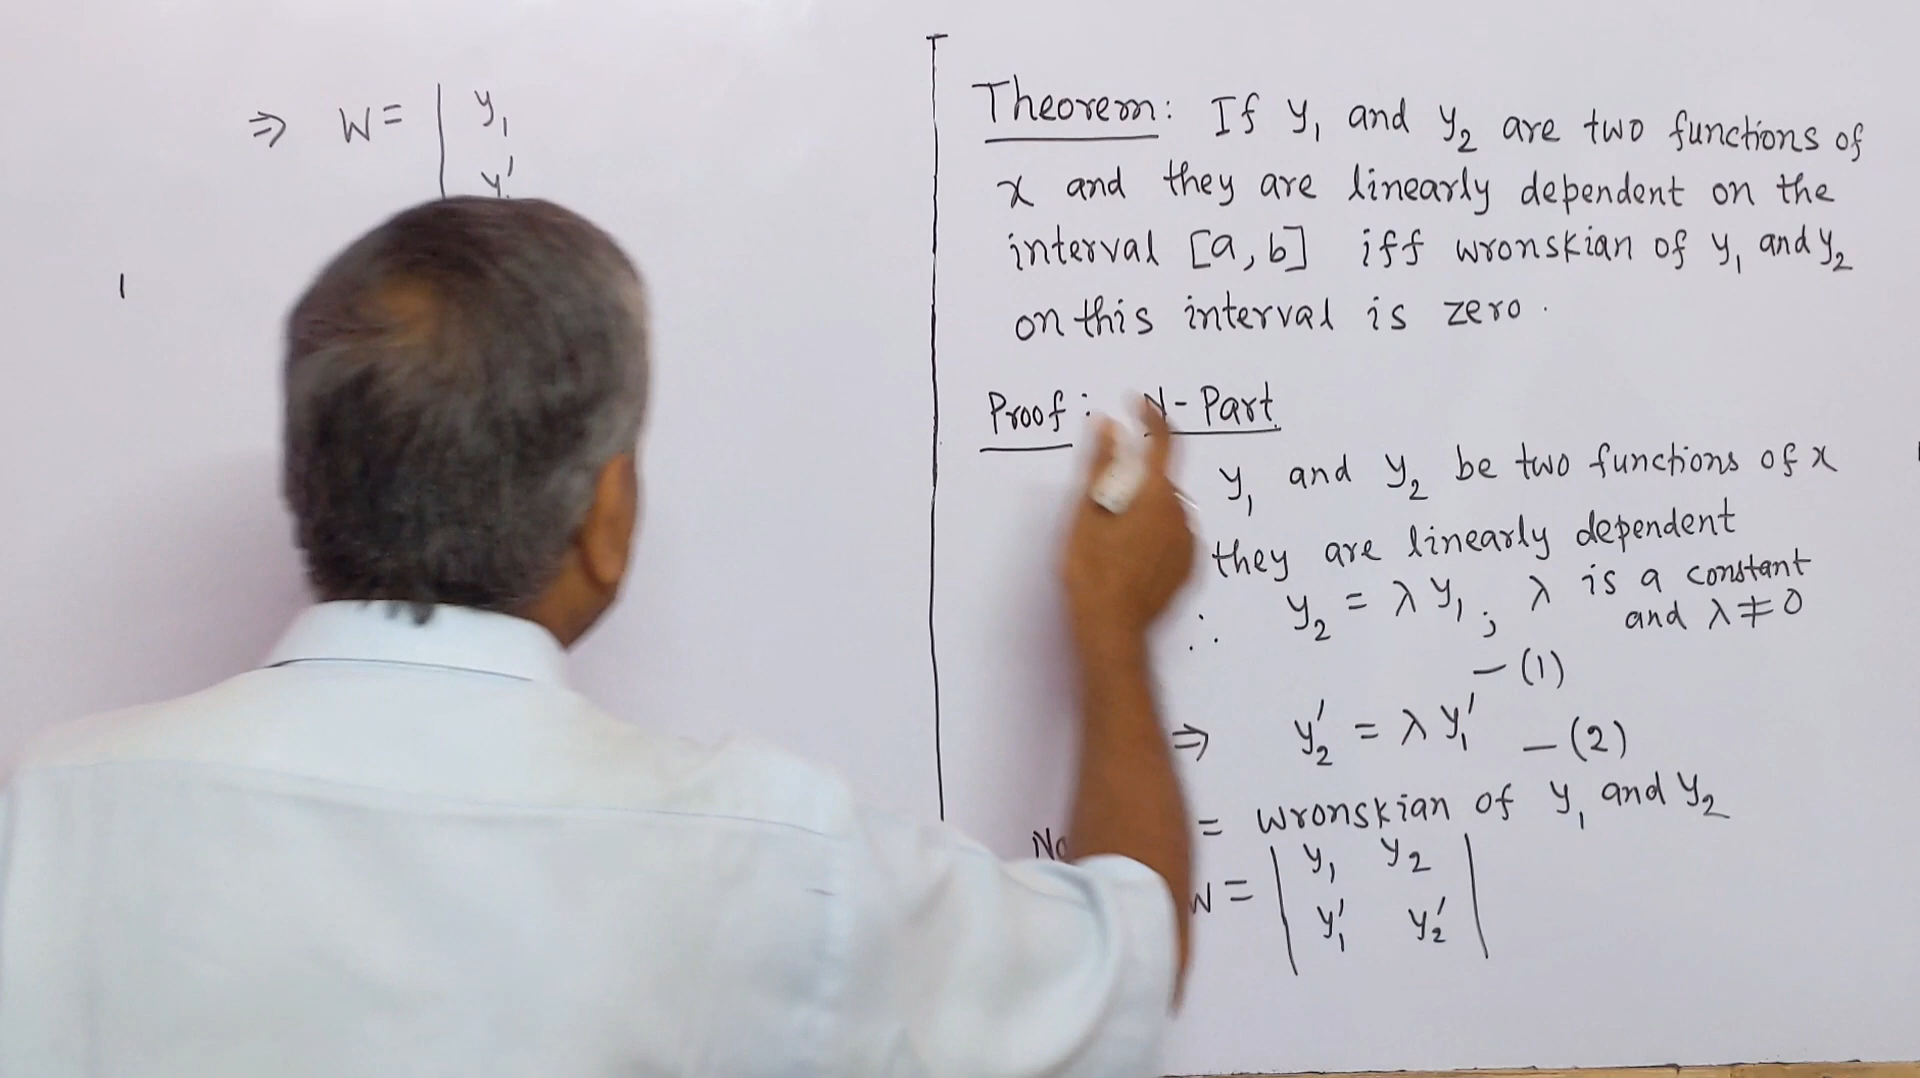 ⇒ W = | y₁
y₁'
Theorem: If y₁ and y₂ are two functions of
x and they are linearly dependent on the
interval [a, b] iff wronskian of y₁ and y₂
on this interval is zero.
Proof: N-Part
y₁ and y₂ be two functions of x
they are linearly dependent
∴ y₂ = λ y₁ ; λ is a constant
and λ ≠ 0
— (1)
⇒ y₂' = λ y₁' — (2)
= wronskian of y₁ and y₂
W = | y₁ y₂ |
| y₁' y₂' |